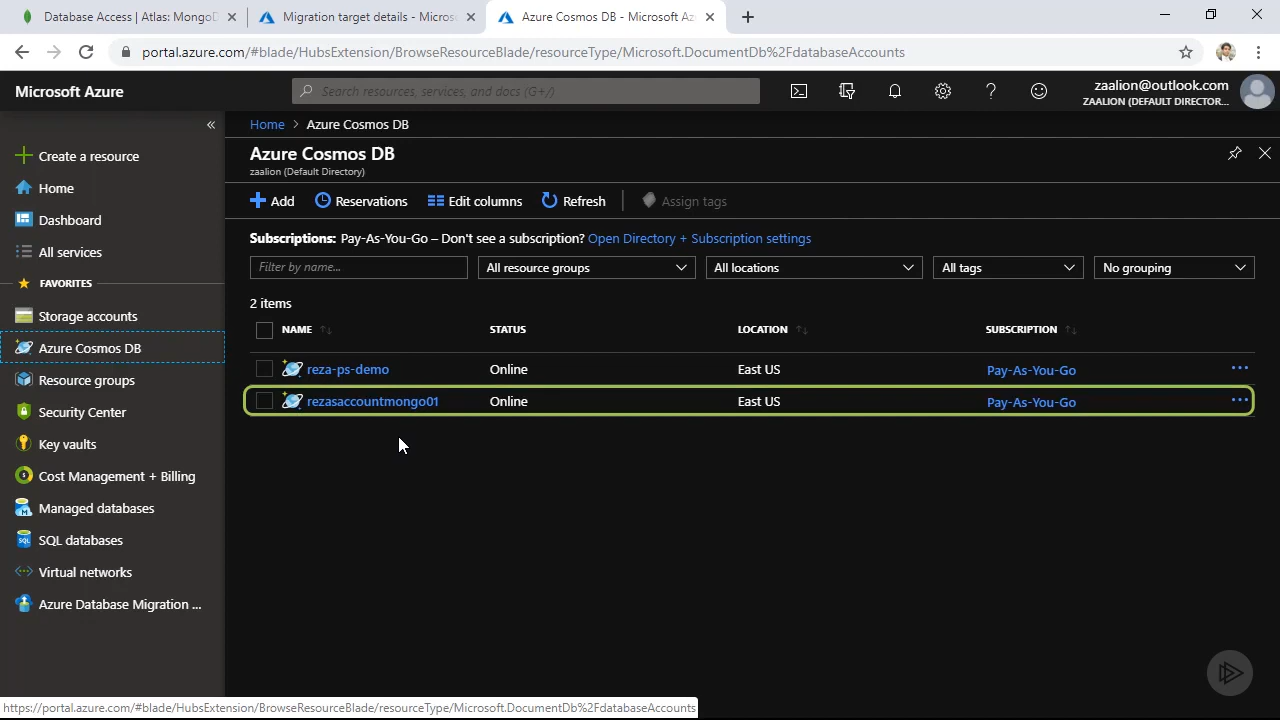 Database Access | Atlas: MongoD
Migration target details - Micros
Azure Cosmos DB - Microsoft Az
portal.azure.com/#blade/HubsExtension/BrowseResourceBlade/resourceType/Microsoft.DocumentDb%2FdatabaseAccounts
Microsoft Azure
Search resources, services, and docs (G+/)
zaalion@outlook.com
ZAALION (DEFAULT DIRECTOR...
Home > Azure Cosmos DB
Azure Cosmos DB
zaalion (Default Directory)
Add
Reservations
Edit columns
Refresh
Assign tags
Subscriptions: Pay-As-You-Go – Don't see a subscription? Open Directory + Subscription settings
Filter by name...
All resource groups
All locations
All tags
No grouping
2 items
NAME
STATUS
LOCATION
SUBSCRIPTION
reza-ps-demo
Online
East US
Pay-As-You-Go
rezasaccountmongo01
Online
East US
Pay-As-You-Go
Create a resource
Home
Dashboard
All services
FAVORITES
Storage accounts
Azure Cosmos DB
Resource groups
Security Center
Key vaults
Cost Management + Billing
Managed databases
SQL databases
Virtual networks
Azure Database Migration ...
https://portal.azure.com/#blade/HubsExtension/BrowseResourceBlade/resourceType/Microsoft.DocumentDb%2FdatabaseAccounts